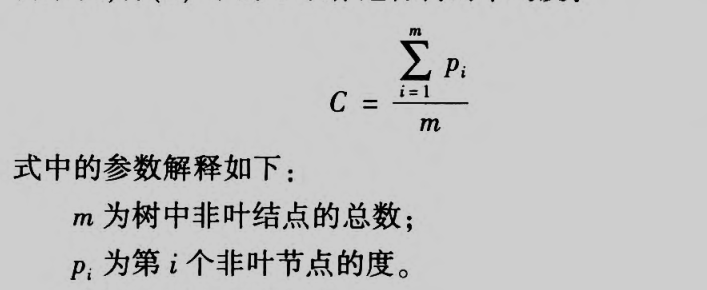 C = \frac{\sum_{i=1}^{m} p_i}{m}
式中的参数解释如下：
m 为树中非叶结点的总数；
p_i 为第 i 个非叶节点的度。